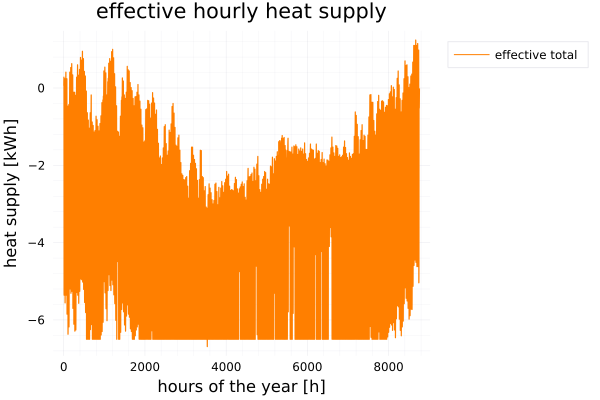 effective hourly heat supply
effective total
heat supply [kWh]
0
−2
−4
−6
0
2000
4000
6000
8000
hours of the year [h]